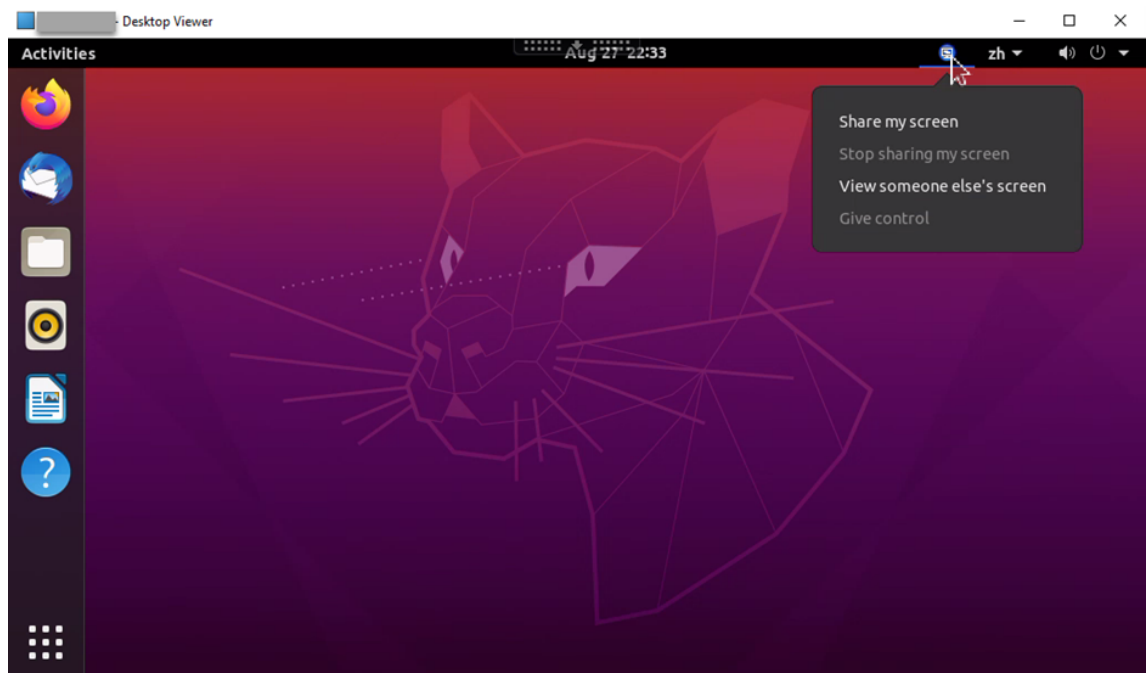 - Desktop Viewer
Activities
Aug 27 22:33
zh
Share my screen
Stop sharing my screen
View someone else's screen
Give control
?